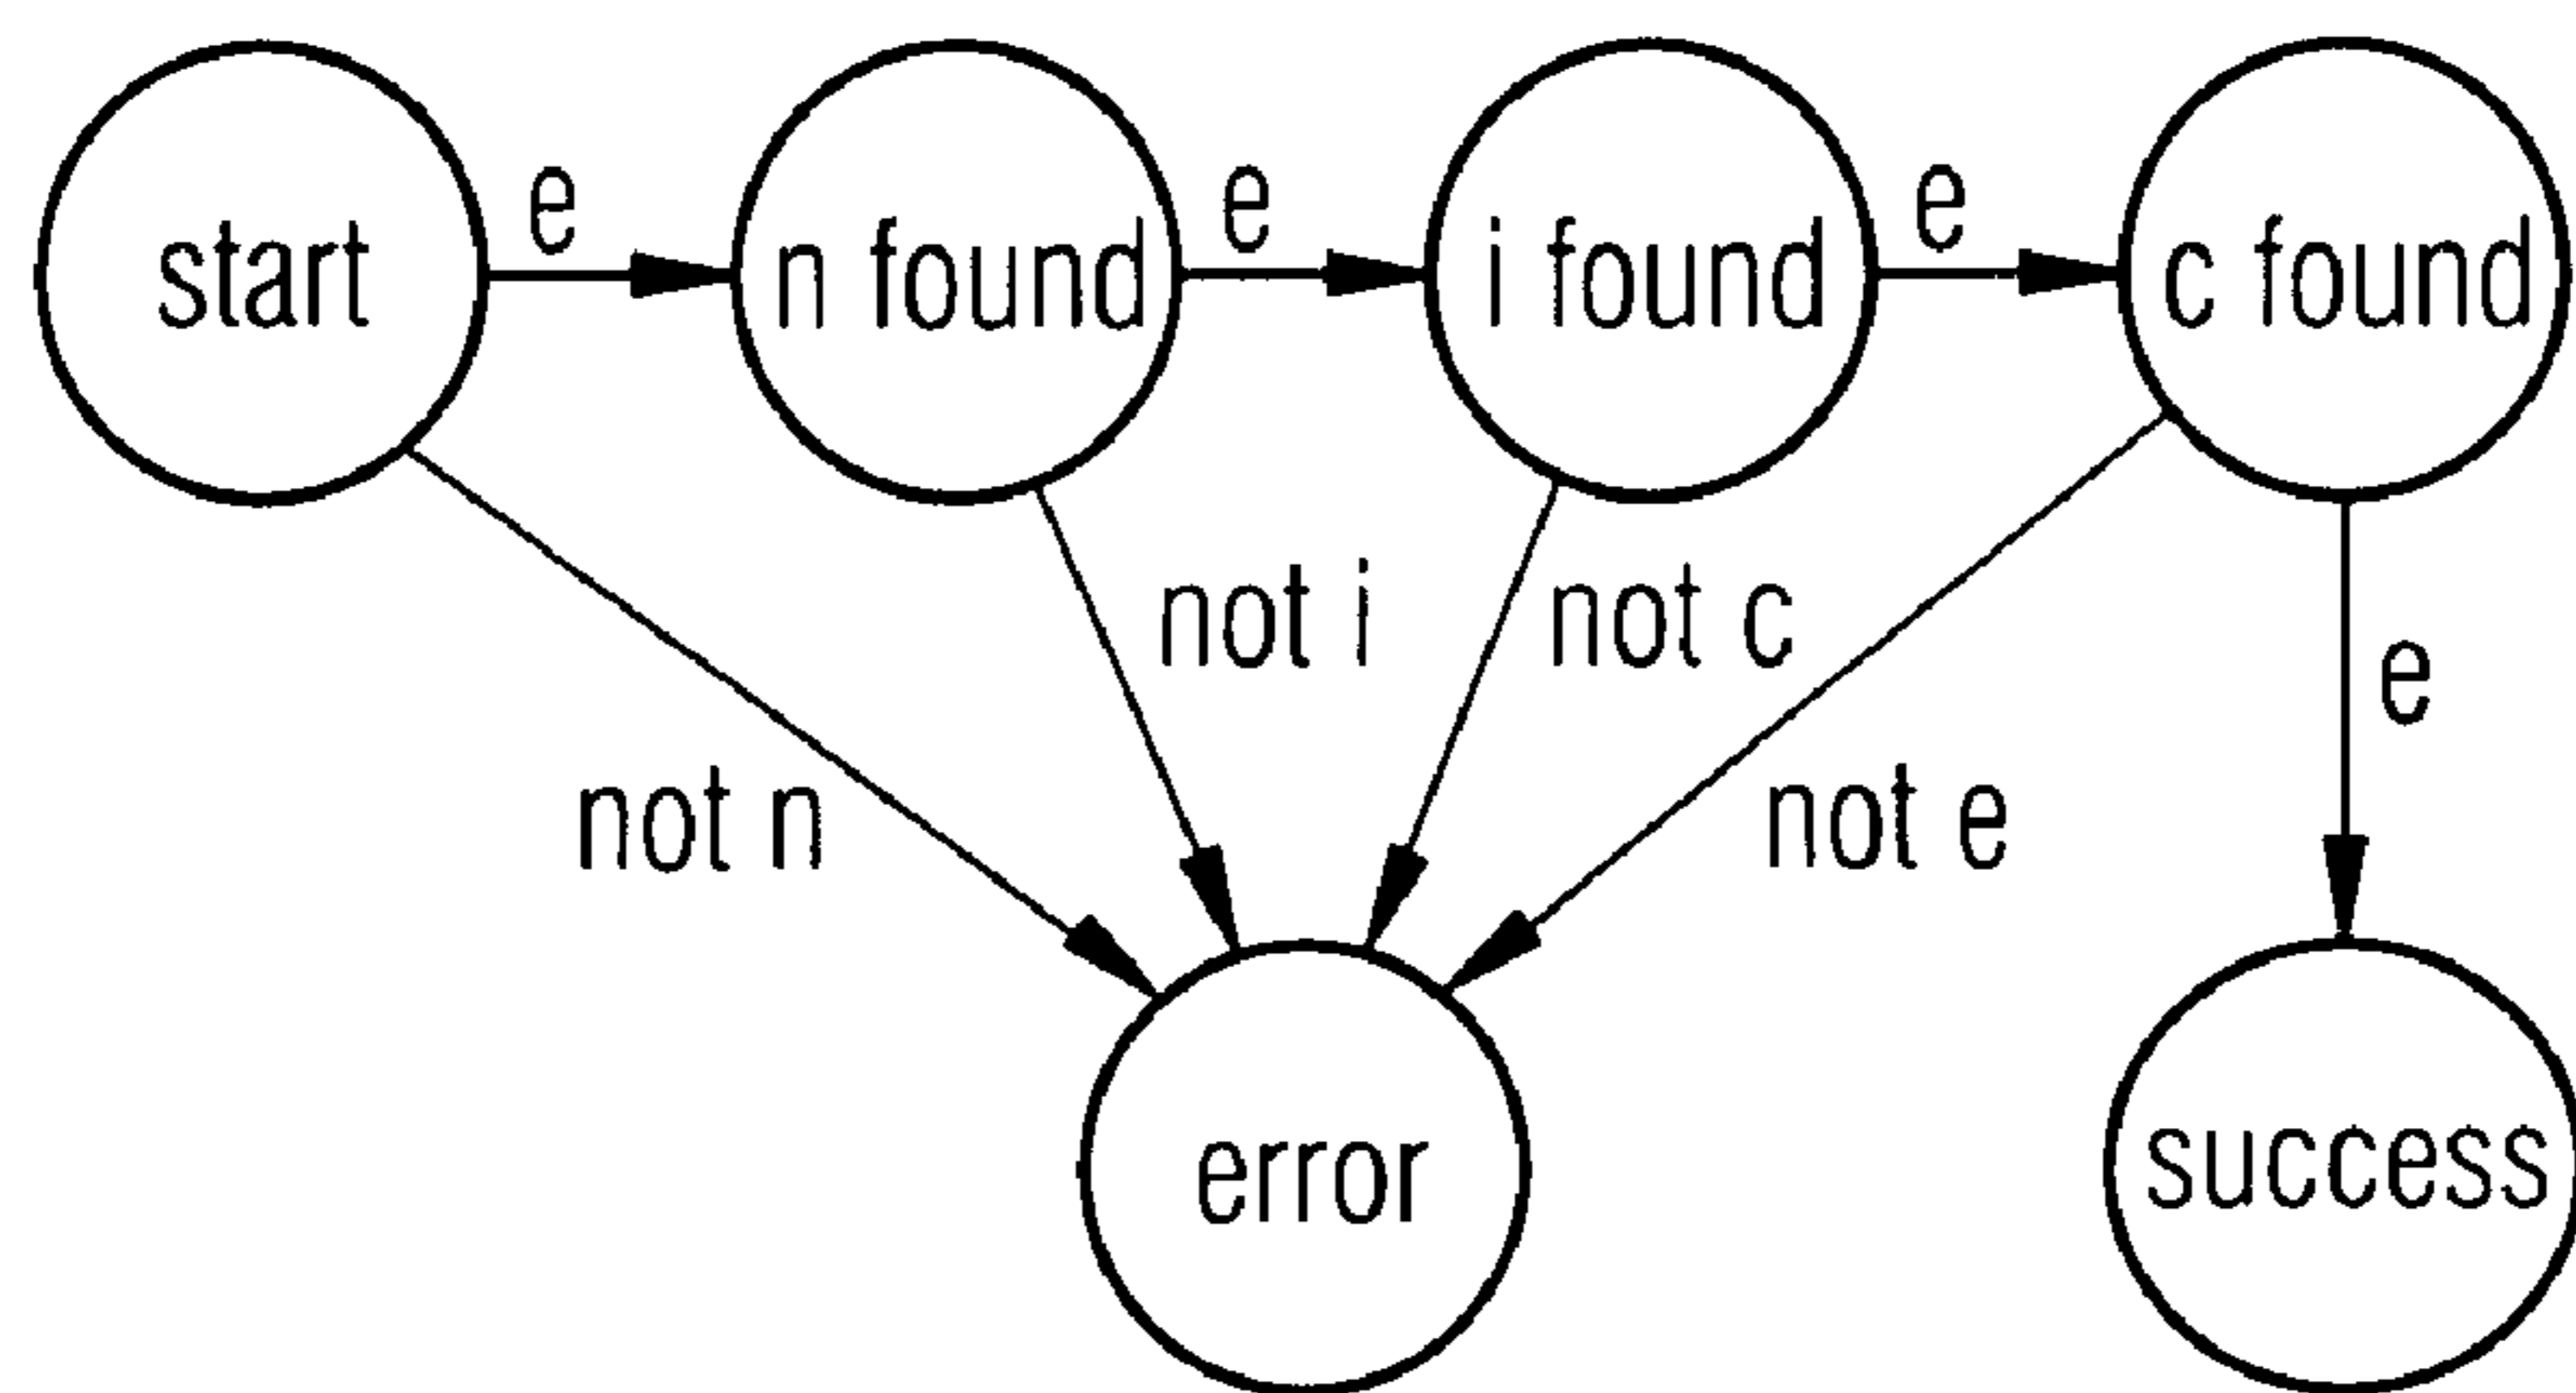 e e e
start n found i found c found
not i not c
e
not n not e
error success